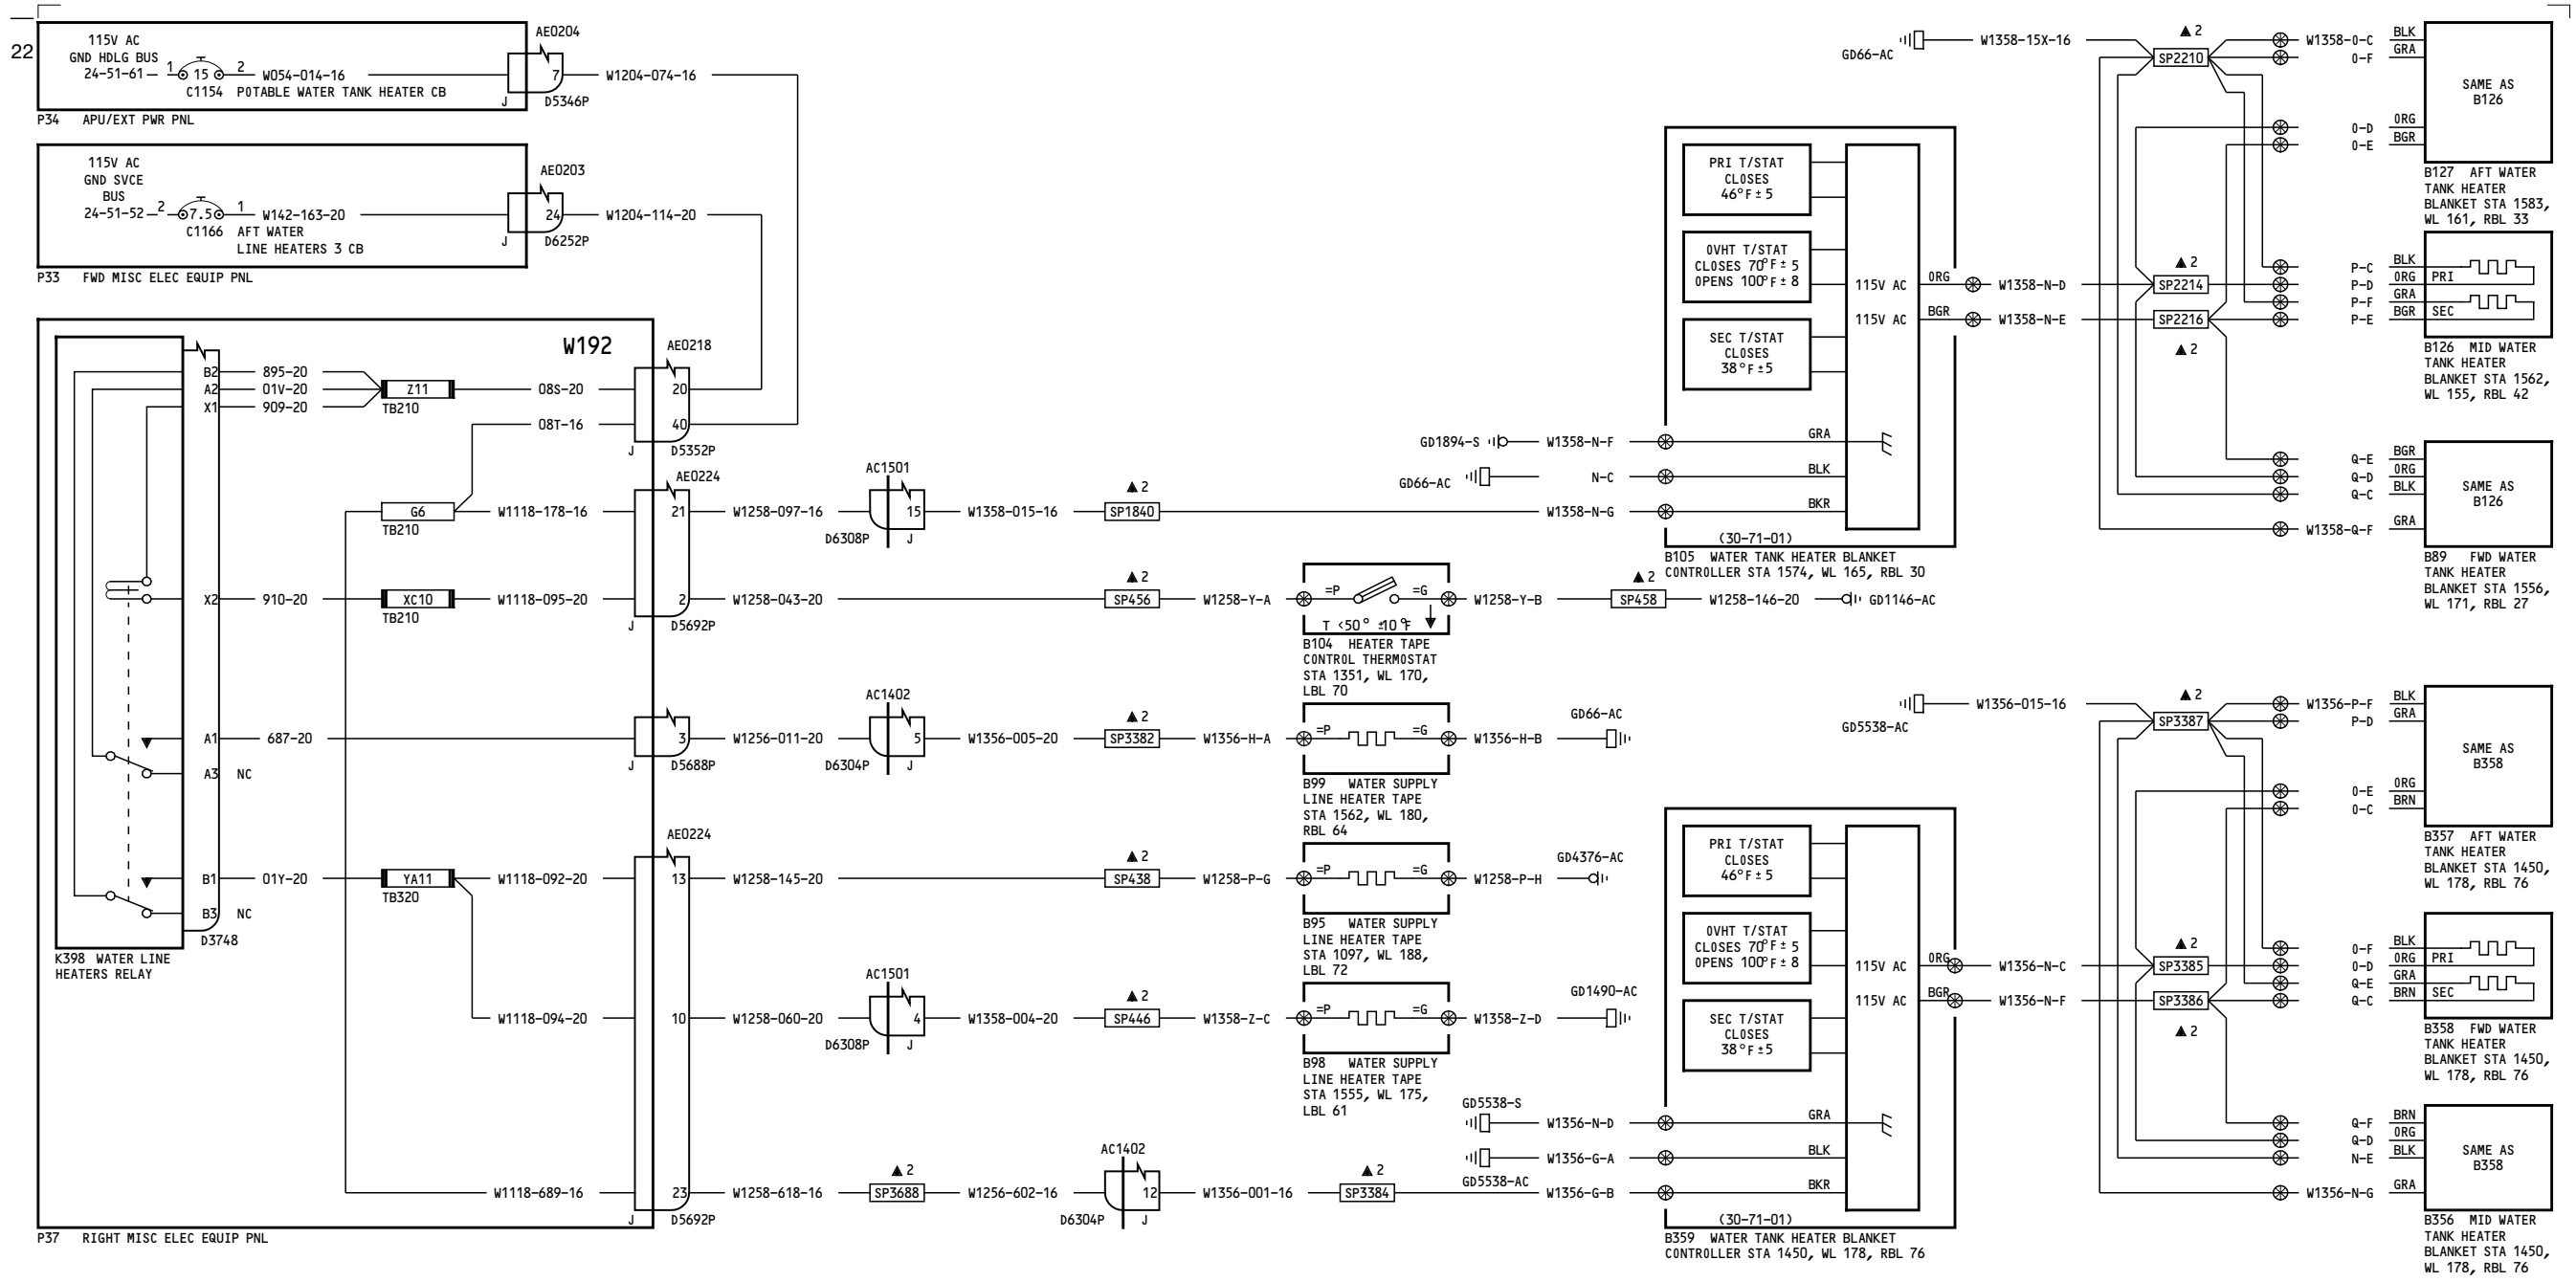 22
115V AC
GND HDLG BUS
24-51-61
1
15
2
W054-014-16
C1154 POTABLE WATER TANK HEATER CB
AE0204
7
J
D5346P
W1204-074-16
P34 APU/EXT PWR PNL
115V AC
GND SVCE
BUS
24-51-52
2
7.5
1
W142-163-20
C1166 AFT WATER
LINE HEATERS 3 CB
AE0203
24
J
D6252P
W1204-114-20
P33 FWD MISC ELEC EQUIP PNL
W192
B2
895-20
A2
01V-20
X1
909-20
Z11
TB210
08S-20
08T-16
AE0218
20
40
J
D5352P
G6
TB210
W1118-178-16
AE0224
21
W1258-097-16
AC1501
15
D6308P
J
W1358-015-16
▲ 2
SP1840
W1358-N-G
X2
910-20
XC10
TB210
W1118-095-20
2
J
D5692P
W1258-043-20
▲ 2
SP456
W1258-Y-A
=P
=G
T <50° ±10°F
W1258-Y-B
▲ 2
SP458
W1258-146-20
GD1146-AC
B104 HEATER TAPE
CONTROL THERMOSTAT
STA 1351, WL 170,
LBL 70
A1
687-20
A3
NC
3
J
D5688P
W1256-011-20
AC1402
5
D6304P
J
W1356-005-20
▲ 2
SP3382
W1356-H-A
=P
=G
W1356-H-B
GD66-AC
B99 WATER SUPPLY
LINE HEATER TAPE
STA 1562, WL 180,
RBL 64
B1
01Y-20
B3
NC
D3748
K398 WATER LINE
HEATERS RELAY
YA11
TB320
W1118-092-20
AE0224
13
W1258-145-20
▲ 2
SP438
W1258-P-G
=P
=G
W1258-P-H
GD4376-AC
B95 WATER SUPPLY
LINE HEATER TAPE
STA 1097, WL 188,
LBL 72
W1118-094-20
10
W1258-060-20
AC1501
4
D6308P
J
W1358-004-20
▲ 2
SP446
W1358-Z-C
=P
=G
W1358-Z-D
GD1490-AC
B98 WATER SUPPLY
LINE HEATER TAPE
STA 1555, WL 175,
LBL 61
W1118-689-16
23
J
D5692P
W1258-618-16
▲ 2
SP3688
W1256-602-16
AC1402
12
D6304P
J
W1356-001-16
▲ 2
SP3384
W1356-G-B
P37 RIGHT MISC ELEC EQUIP PNL
PRI T/STAT
CLOSES
46°F±5
OVHT T/STAT
CLOSES 70°F±5
OPENS 100°F±8
SEC T/STAT
CLOSES
38°F±5
115V AC
115V AC
ORG
BGR
GD1894-S
W1358-N-F
GRA
GD66-AC
N-C
BLK
BKR
(30-71-01)
B105 WATER TANK HEATER BLANKET
CONTROLLER STA 1574, WL 165, RBL 30
W1358-N-D
W1358-N-E
GD66-AC
W1358-15X-16
▲ 2
SP2210
▲ 2
SP2214
SP2216
▲ 2
W1358-O-C
BLK
O-F
GRA
O-D
ORG
O-E
BGR
SAME AS
B126
B127 AFT WATER
TANK HEATER
BLANKET STA 1583,
WL 161, RBL 33
P-C
BLK
P-D
ORG
PRI
P-F
GRA
P-E
BGR
SEC
B126 MID WATER
TANK HEATER
BLANKET STA 1562,
WL 155, RBL 42
Q-E
BGR
Q-D
ORG
Q-C
BLK
W1358-Q-F
GRA
SAME AS
B126
B89 FWD WATER
TANK HEATER
BLANKET STA 1556,
WL 171, RBL 27
PRI T/STAT
CLOSES
46°F±5
OVHT T/STAT
CLOSES 70°F±5
OPENS 100°F±8
SEC T/STAT
CLOSES
38°F±5
115V AC
115V AC
ORG
BGR
GD5538-S
W1356-N-D
GRA
W1356-G-A
BLK
GD5538-AC
BKR
(30-71-01)
B359 WATER TANK HEATER BLANKET
CONTROLLER STA 1450, WL 178, RBL 76
W1356-N-C
W1356-N-F
GD5538-AC
W1356-015-16
▲ 2
SP3387
▲ 2
SP3385
SP3386
▲ 2
W1356-P-F
BLK
P-D
GRA
O-E
ORG
O-C
BRN
SAME AS
B358
B357 AFT WATER
TANK HEATER
BLANKET STA 1450,
WL 178, RBL 76
O-F
BLK
O-D
ORG
PRI
Q-E
GRA
Q-C
BRN
SEC
B358 FWD WATER
TANK HEATER
BLANKET STA 1450,
WL 178, RBL 76
Q-F
BRN
Q-D
ORG
N-E
BLK
W1356-N-G
GRA
SAME AS
B358
B356 MID WATER
TANK HEATER
BLANKET STA 1450,
WL 178, RBL 76